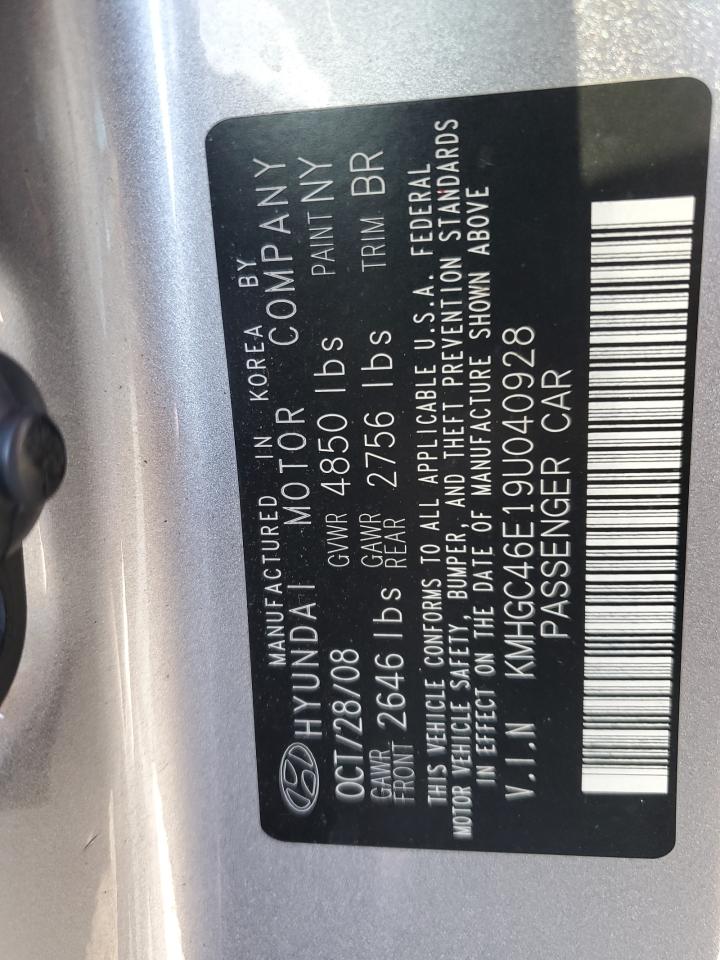 MANUFACTURED IN KOREA BY
HYUNDAI MOTOR COMPANY
OCT/28/08 GVWR 4850 lbs PAINT NY
GAWR FRONT 2646 lbs GAWR REAR 2756 lbs TRIM BR
THIS VEHICLE CONFORMS TO ALL APPLICABLE U.S.A. FEDERAL
MOTOR VEHICLE SAFETY, BUMPER, AND THEFT PREVENTION STANDARDS
IN EFFECT ON THE DATE OF MANUFACTURE SHOWN ABOVE
V.I.N KMHGC46E19U040928
PASSENGER CAR